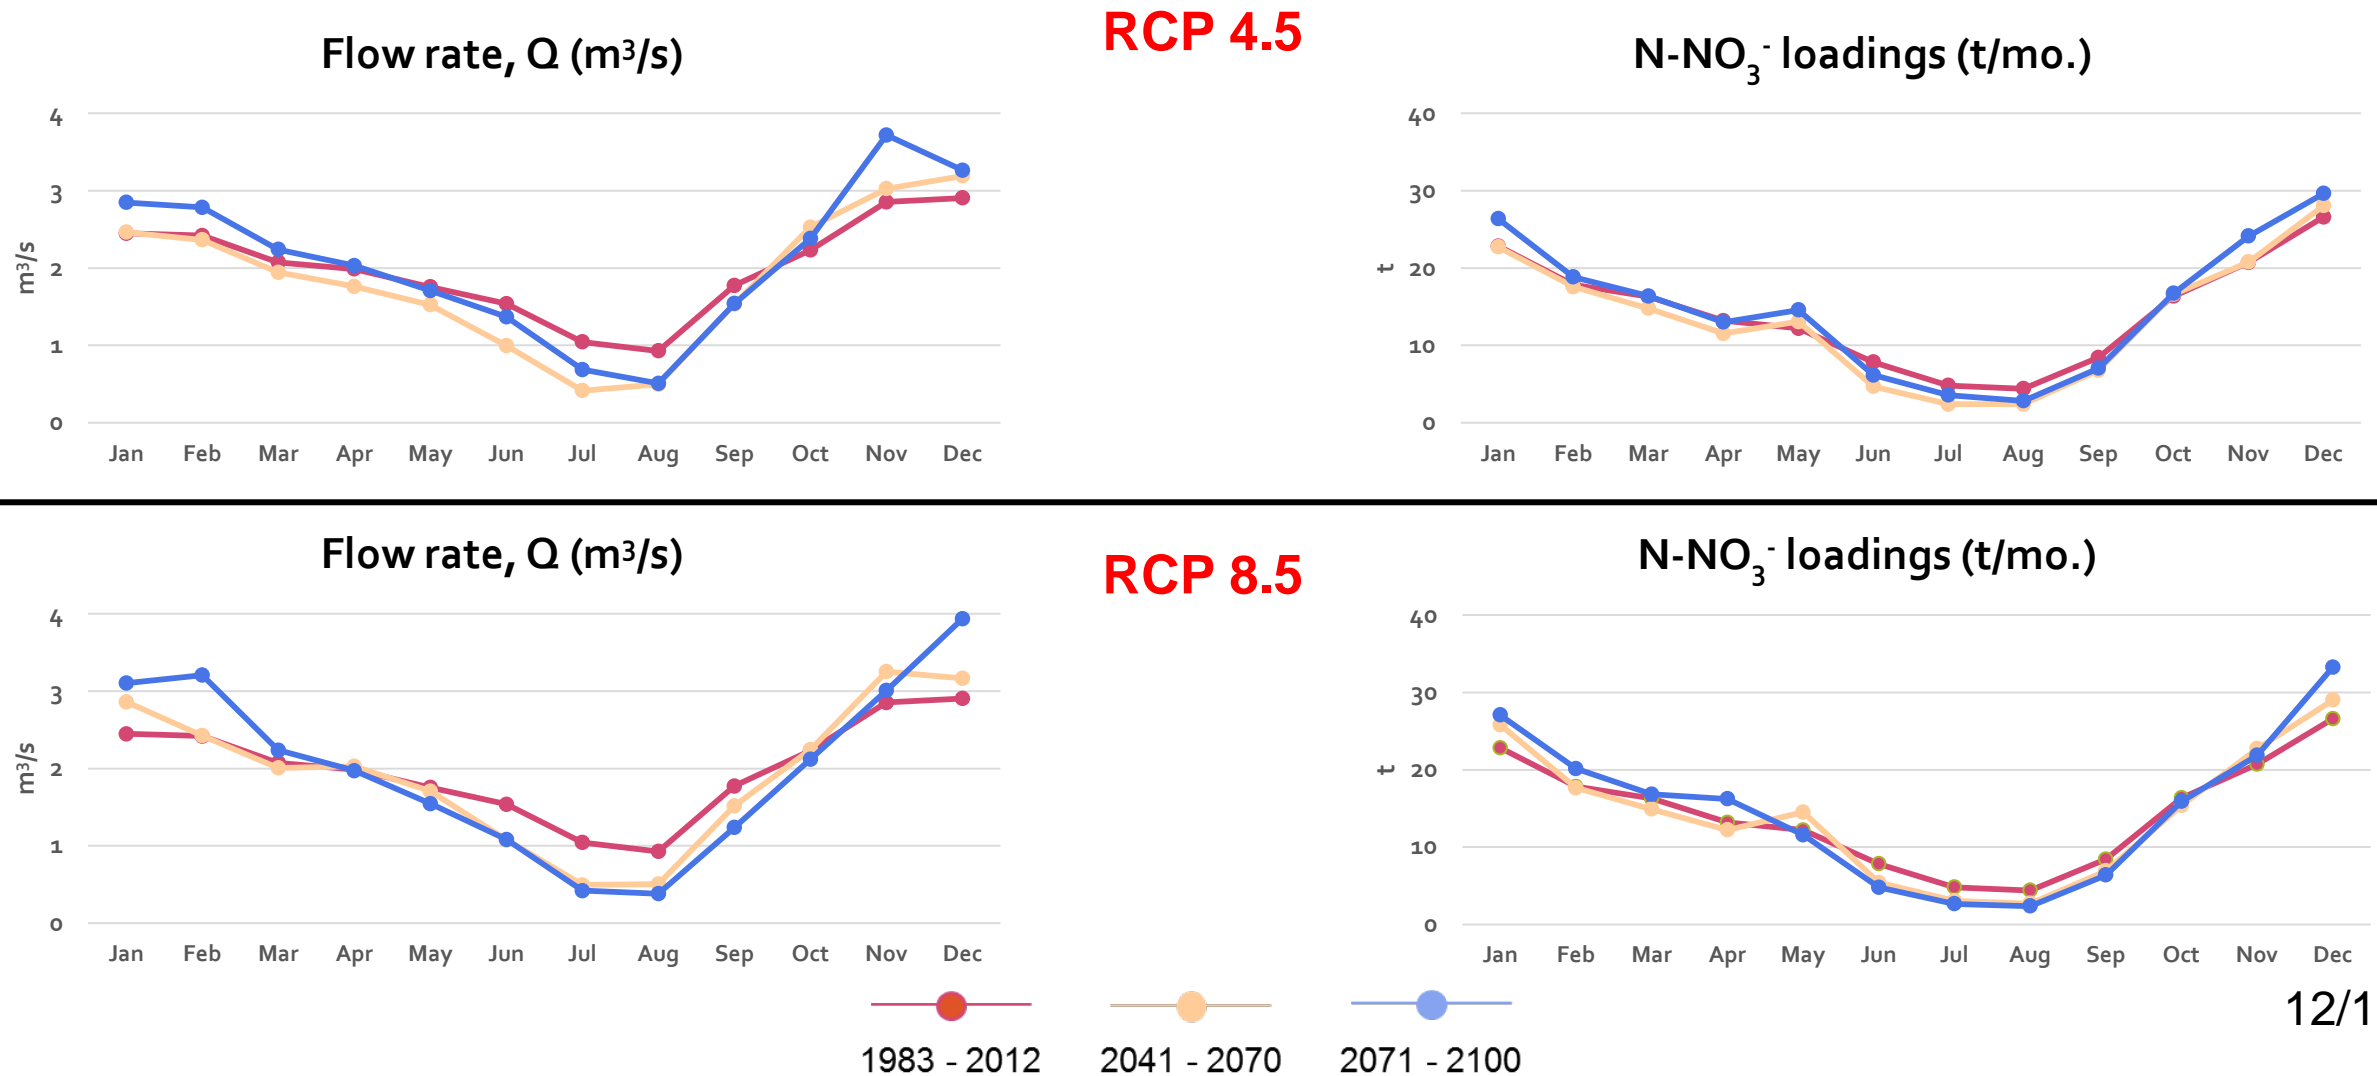 RCP 4.5
Flow rate, Q (m³/s)
4
3
2
1
0
m³/s
Jan Feb Mar Apr May Jun Jul Aug Sep Oct Nov Dec
N-NO₃⁻ loadings (t/mo.)
40
30
20
10
0
t
Jan Feb Mar Apr May Jun Jul Aug Sep Oct Nov Dec
RCP 8.5
Flow rate, Q (m³/s)
4
3
2
1
0
m³/s
Jan Feb Mar Apr May Jun Jul Aug Sep Oct Nov Dec
N-NO₃⁻ loadings (t/mo.)
40
30
20
10
0
t
Jan Feb Mar Apr May Jun Jul Aug Sep Oct Nov Dec
1983 - 2012 2041 - 2070 2071 - 2100
12/1